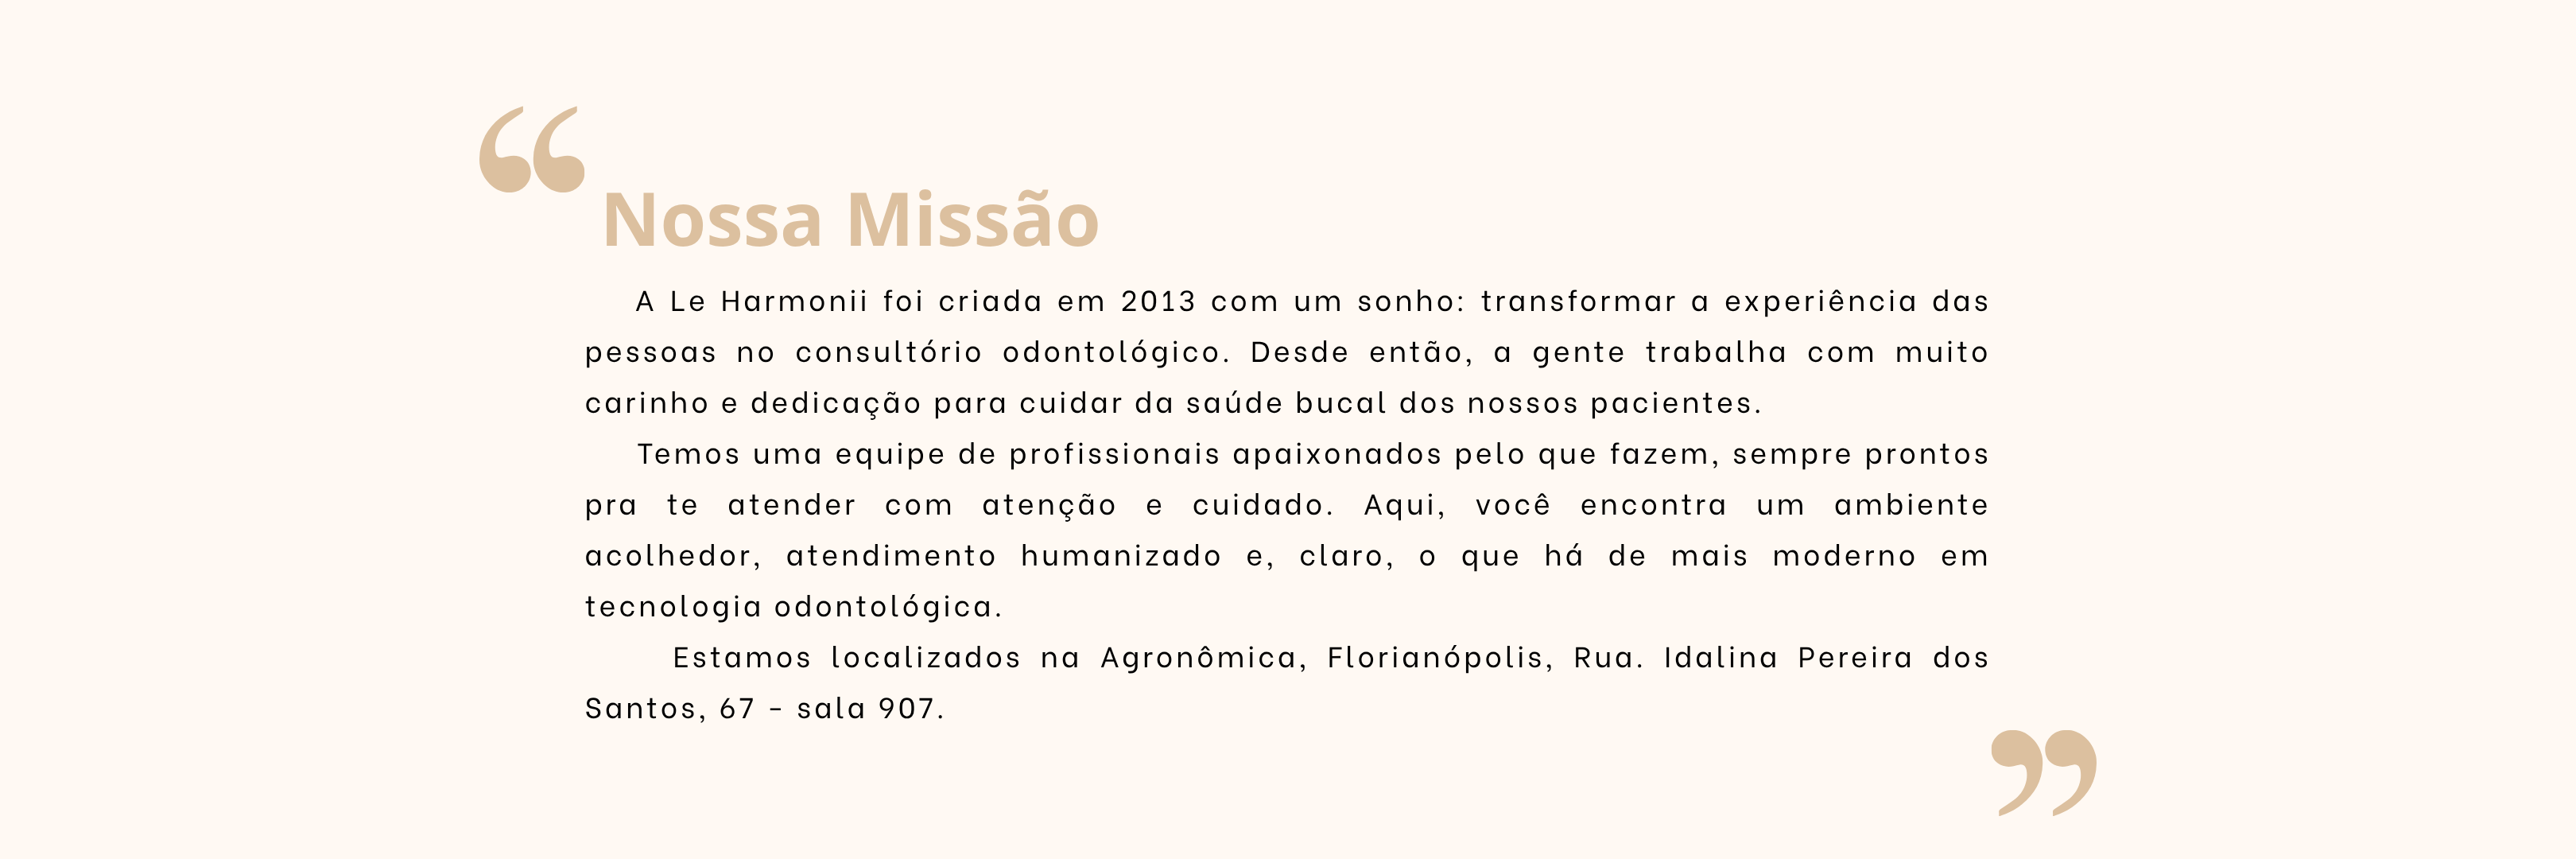 “
Nossa Missão
A Le Harmonii foi criada em 2013 com um sonho: transformar a experiência das
pessoas no consultório odontológico. Desde então, a gente trabalha com muito
carinho e dedicação para cuidar da saúde bucal dos nossos pacientes.
Temos uma equipe de profissionais apaixonados pelo que fazem, sempre prontos
pra te atender com atenção e cuidado. Aqui, você encontra um ambiente
acolhedor, atendimento humanizado e, claro, o que há de mais moderno em
tecnologia odontológica.
Estamos localizados na Agronômica, Florianópolis, Rua. Idalina Pereira dos
Santos, 67 - sala 907.
”